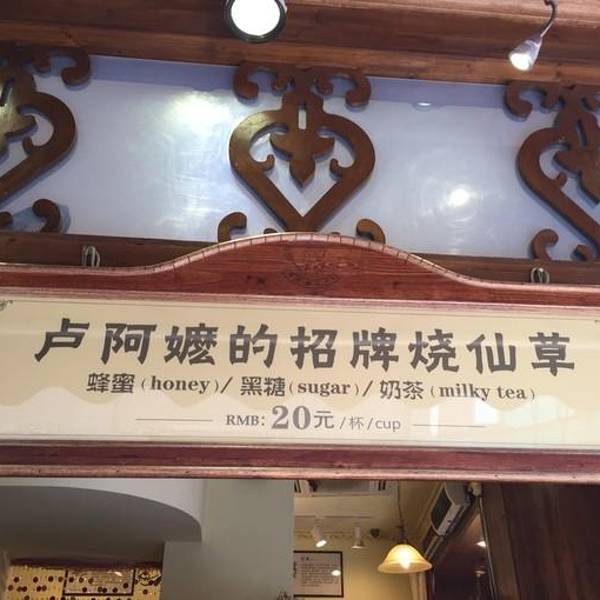 卢阿嬷的招牌烧仙草
蜂蜜(honey)/黑糖(sugar)/奶茶(milky tea)
RMB:20元/杯/cup